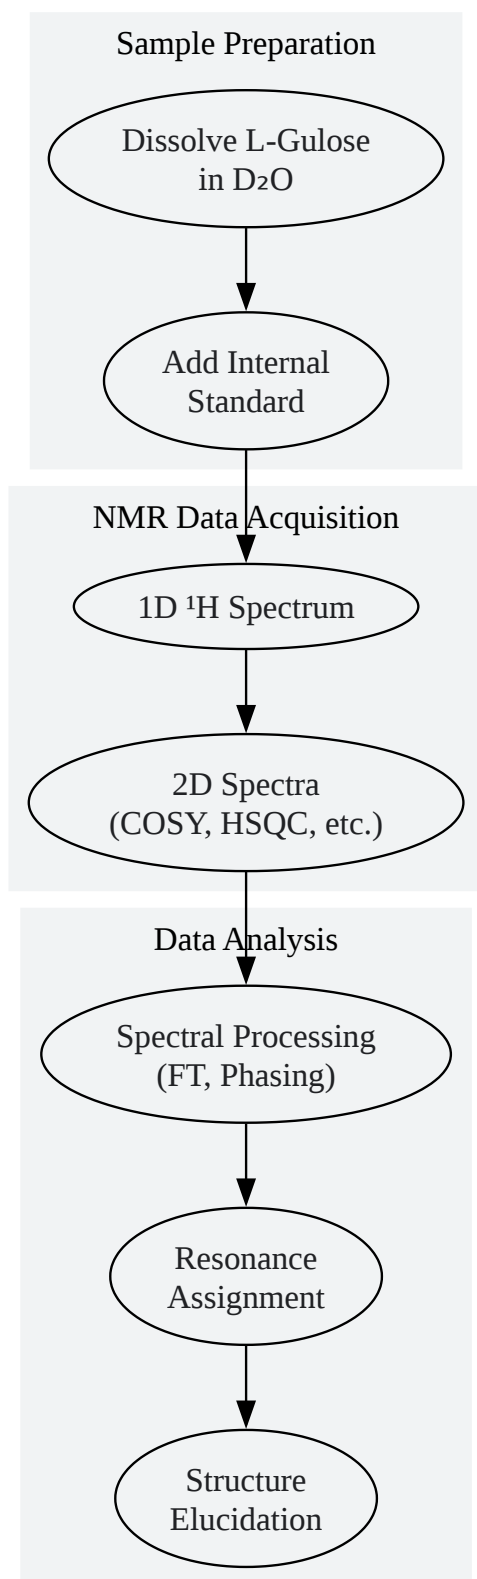 Sample Preparation
Dissolve L-Gulose
in D₂O
Add Internal
Standard
NMR Data Acquisition
1D ¹H Spectrum
2D Spectra
(COSY, HSQC, etc.)
Data Analysis
Spectral Processing
(FT, Phasing)
Resonance
Assignment
Structure
Elucidation